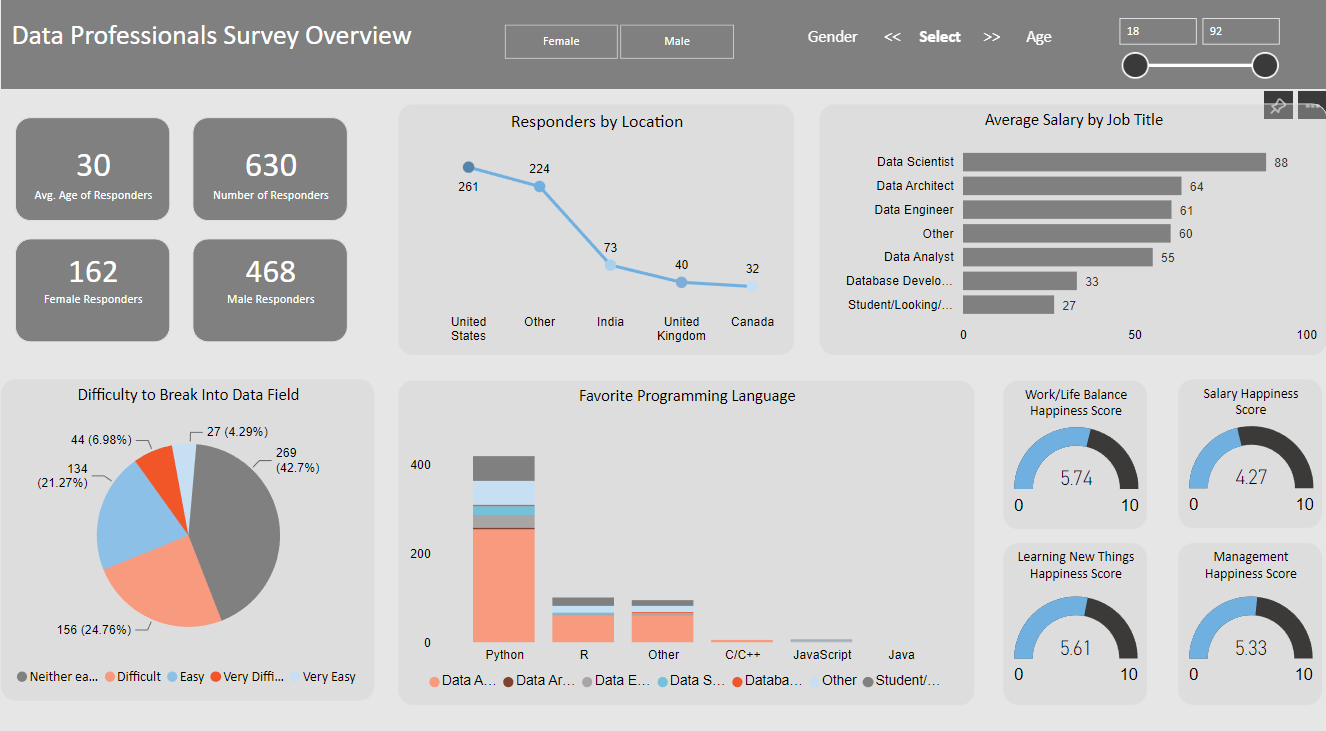 Data Professionals Survey Overview
Female
Male
Gender << Select >> Age
18
92
30
Avg. Age of Responders
630
Number of Responders
162
Female Responders
468
Male Responders
Responders by Location
261
224
73
40
32
United States
Other
India
United Kingdom
Canada
Average Salary by Job Title
Data Scientist 88
Data Architect 64
Data Engineer 61
Other 60
Data Analyst 55
Database Develo... 33
Student/Looking/... 27
0 50 100
Difficulty to Break Into Data Field
27 (4.29%)
44 (6.98%)
269
(42.7%)
134
(21.27%)
156 (24.76%)
Neither ea... Difficult Easy Very Diffi... Very Easy
Favorite Programming Language
400
200
0
Python R Other C/C++ JavaScript Java
Data A... Data Ar... Data E... Data S... Databa... Other Student/...
Work/Life Balance
Happiness Score
5.74
0 10
Salary Happiness
Score
4.27
0 10
Learning New Things
Happiness Score
5.61
0 10
Management
Happiness Score
5.33
0 10